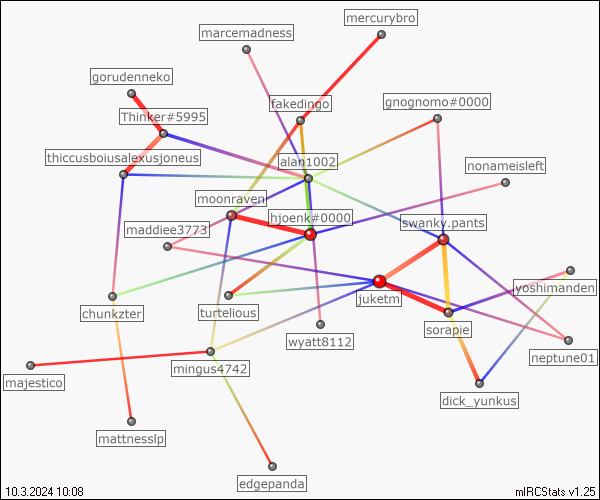 mercurybro
marcemadness
gorudenneko
fakedingo
gnognomo#0000
Thinker#5995
thiccusboiusalexusjoneus
alan1002
nonameisleft
moonraven
hjoenk#0000
swanky.pants
maddiee3773
yoshimanden
juketm
chunkzter
turtelious
sorapie
wyatt8112
neptune01
mingus4742
majestico
dick_yunkus
mattnesslp
edgepanda
10.3.2024 10:08
mIRCStats v1.25